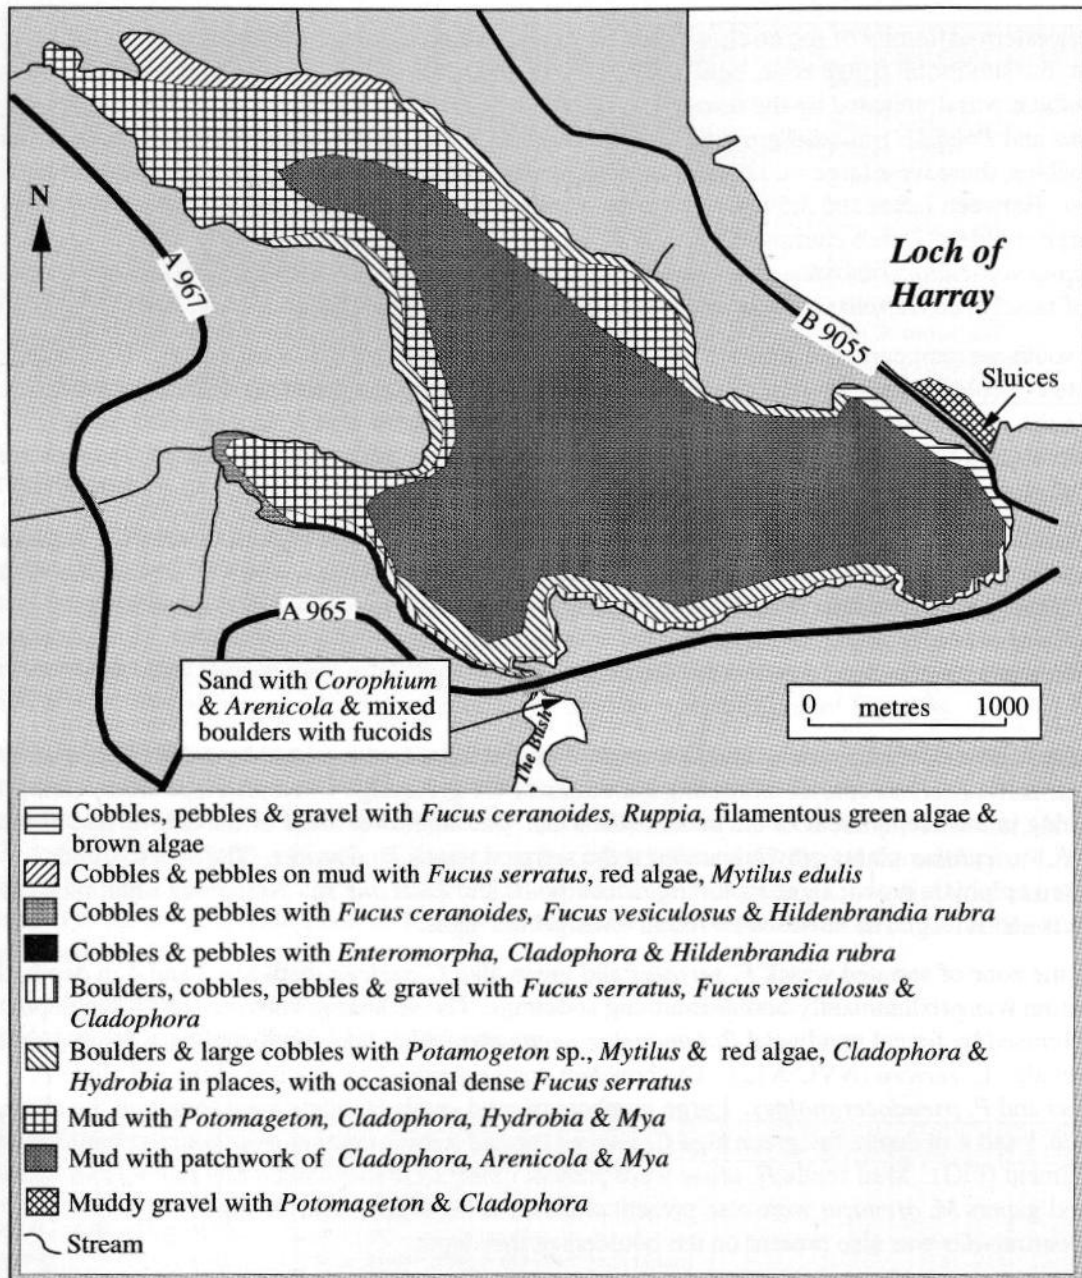 N
A 967
Loch of
Harray
B 9055
Sluices
A 965
Sand with Corophium
& Arenicola & mixed
boulders with fucoids
The Bush
0 metres 1000
Cobbles, pebbles & gravel with Fucus ceranoides, Ruppia, filamentous green algae &
brown algae
Cobbles & pebbles on mud with Fucus serratus, red algae, Mytilus edulis
Cobbles & pebbles with Fucus ceranoides, Fucus vesiculosus & Hildenbrandia rubra
Cobbles & pebbles with Enteromorpha, Cladophora & Hildenbrandia rubra
Boulders, cobbles, pebbles & gravel with Fucus serratus, Fucus vesiculosus &
Cladophora
Boulders & large cobbles with Potamogeton sp., Mytilus & red algae, Cladophora &
Hydrobia in places, with occasional dense Fucus serratus
Mud with Potomageton, Cladophora, Hydrobia & Mya
Mud with patchwork of Cladophora, Arenicola & Mya
Muddy gravel with Potomageton & Cladophora
Stream